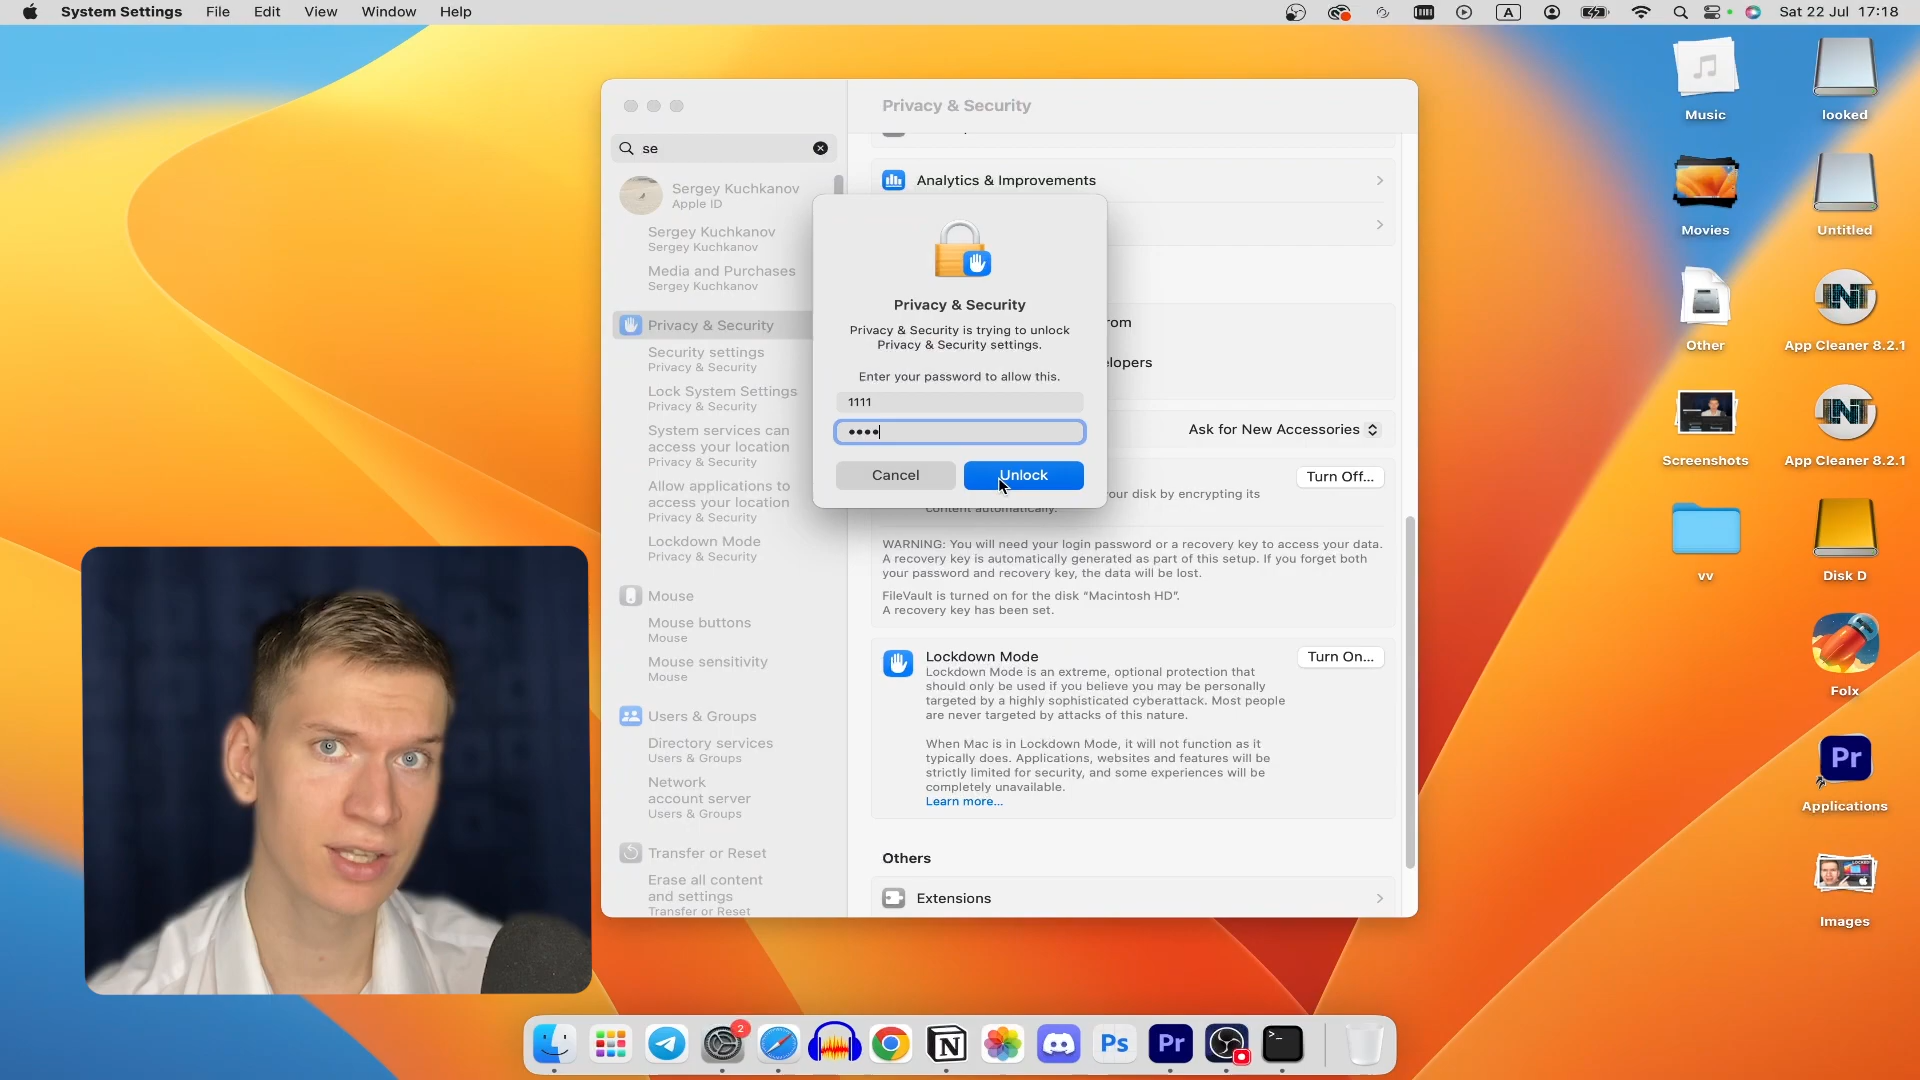 System Settings File Edit View Window Help
A
Sat 22 Jul 17:18
Privacy & Security
se
Sergey Kuchkanov
Apple ID
Sergey Kuchkanov
Sergey Kuchkanov
Media and Purchases
Sergey Kuchkanov
Privacy & Security
Security settings
Privacy & Security
Lock System Settings
Privacy & Security
System services can
access your location
Privacy & Security
Allow applications to
access your location
Privacy & Security
Lockdown Mode
Privacy & Security
Mouse
Mouse buttons
Mouse
Mouse sensitivity
Mouse
Users & Groups
Directory services
Users & Groups
Network
account server
Users & Groups
Transfer or Reset
Erase all content
and settings
Transfer or Reset
Analytics & Improvements
Privacy & Security
Privacy & Security is trying to unlock
Privacy & Security settings.
Enter your password to allow this.
1111
••••
Cancel
Unlock
Ask for New Accessories
Turn Off...
our disk by encrypting its
content automatically.
WARNING: You will need your login password or a recovery key to access your data.
A recovery key is automatically generated as part of this setup. If you forget both
your password and recovery key, the data will be lost.
FileVault is turned on for the disk “Macintosh HD”.
A recovery key has been set.
Lockdown Mode
Turn On...
Lockdown Mode is an extreme, optional protection that
should only be used if you believe you may be personally
targeted by a highly sophisticated cyberattack. Most people
are never targeted by attacks of this nature.
When Mac is in Lockdown Mode, it will not function as it
typically does. Applications, websites and features will be
strictly limited for security, and some experiences will be
completely unavailable.
Learn more...
Others
Extensions
Music
looked
Movies
Untitled
Other
App Cleaner 8.2.1
Screenshots
App Cleaner 8.2.1
vv
Disk D
Folx
Pr
Applications
Images
2
Ps
Pr